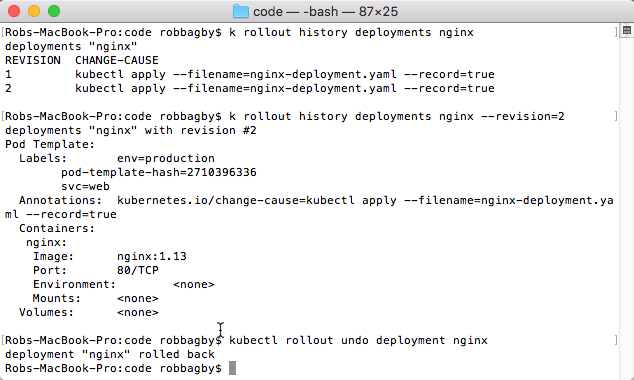 code — -bash — 87×25
[Robs-MacBook-Pro:code robbagby$ k rollout history deployments nginx ]
deployments "nginx"
REVISION  CHANGE-CAUSE
1         kubectl apply --filename=nginx-deployment.yaml --record=true
2         kubectl apply --filename=nginx-deployment.yaml --record=true
[Robs-MacBook-Pro:code robbagby$ k rollout history deployments nginx --revision=2 ]
deployments "nginx" with revision #2
Pod Template:
  Labels:       env=production
        pod-template-hash=2710396336
        svc=web
  Annotations:  kubernetes.io/change-cause=kubectl apply --filename=nginx-deployment.ya
ml --record=true
  Containers:
   nginx:
    Image:      nginx:1.13
    Port:       80/TCP
    Environment:        <none>
    Mounts:     <none>
  Volumes:      <none>
[Robs-MacBook-Pro:code robbagby$ kubectl rollout undo deployment nginx ]
deployment "nginx" rolled back
Robs-MacBook-Pro:code robbagby$